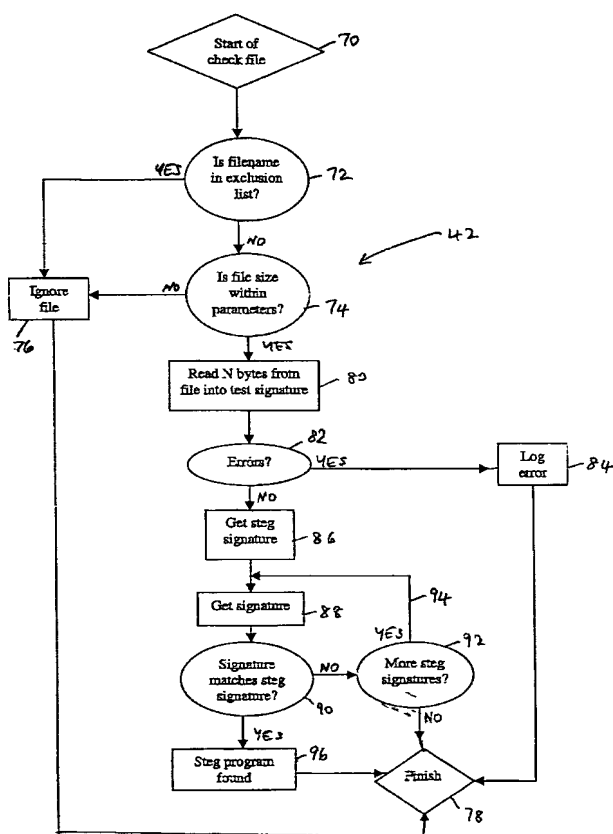 Start of
check file
70
Is filename
in exclusion
list?
YES
72
NO
42
Is file size
within
parameters?
NO
74
Ignore
file
76
YES
Read N bytes from
file into test signature
80
82
Errors?
YES
Log
error
84
NO
Get steg
signature
86
94
Get signature
88
YES
92
Signature
matches steg
signature?
NO
More steg
signatures?
90
NO
YES
96
Steg program
found
Finish
78